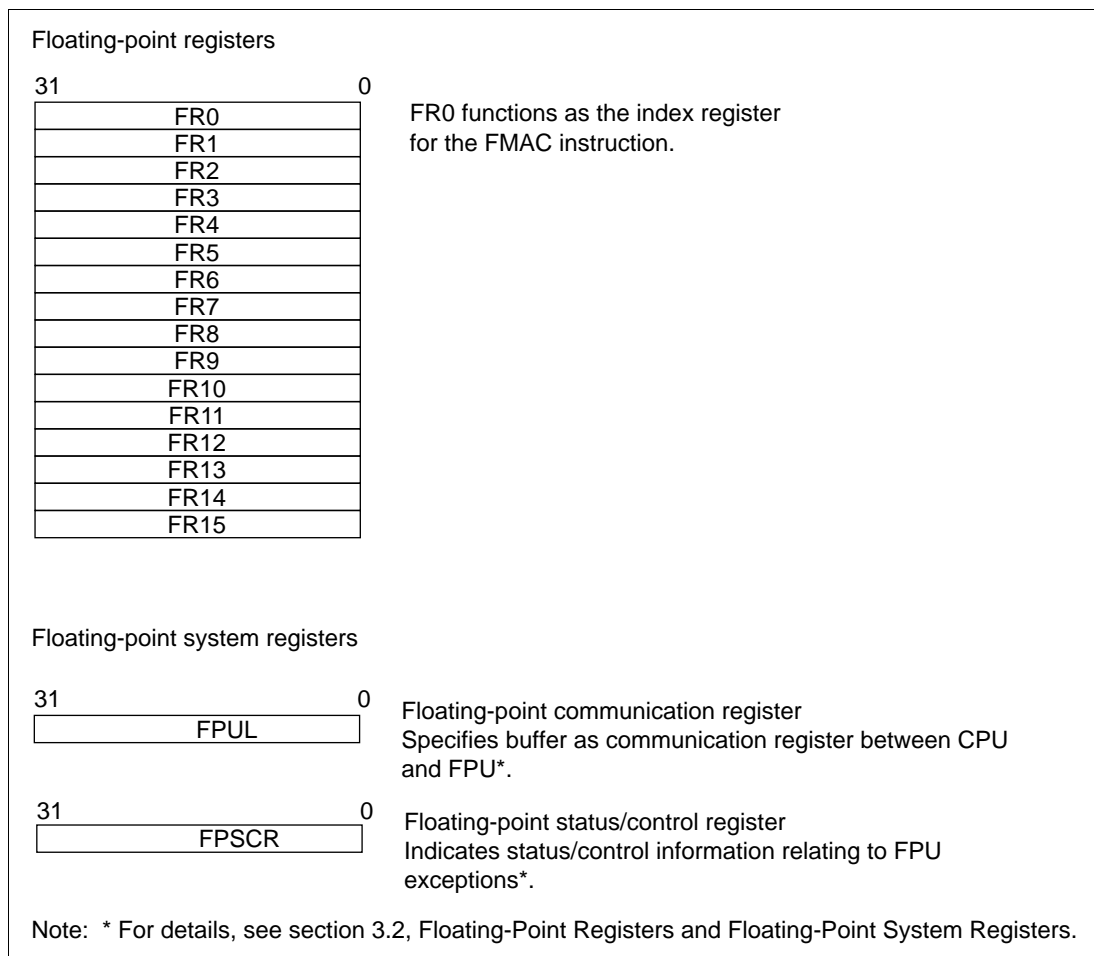 Floating-point registers
31 0
FR0
FR1
FR2
FR3
FR4
FR5
FR6
FR7
FR8
FR9
FR10
FR11
FR12
FR13
FR14
FR15
FR0 functions as the index register
for the FMAC instruction.
Floating-point system registers
31 0
FPUL
Floating-point communication register
Specifies buffer as communication register between CPU
and FPU*.
31 0
FPSCR
Floating-point status/control register
Indicates status/control information relating to FPU
exceptions*.
Note: * For details, see section 3.2, Floating-Point Registers and Floating-Point System Registers.